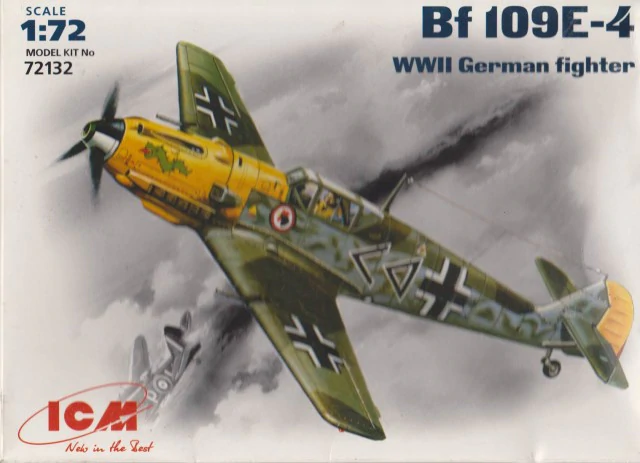 SCALE
1:72
MODEL KIT No
72132
Bf 109E-4
WWII German fighter
ICM
New in the Best